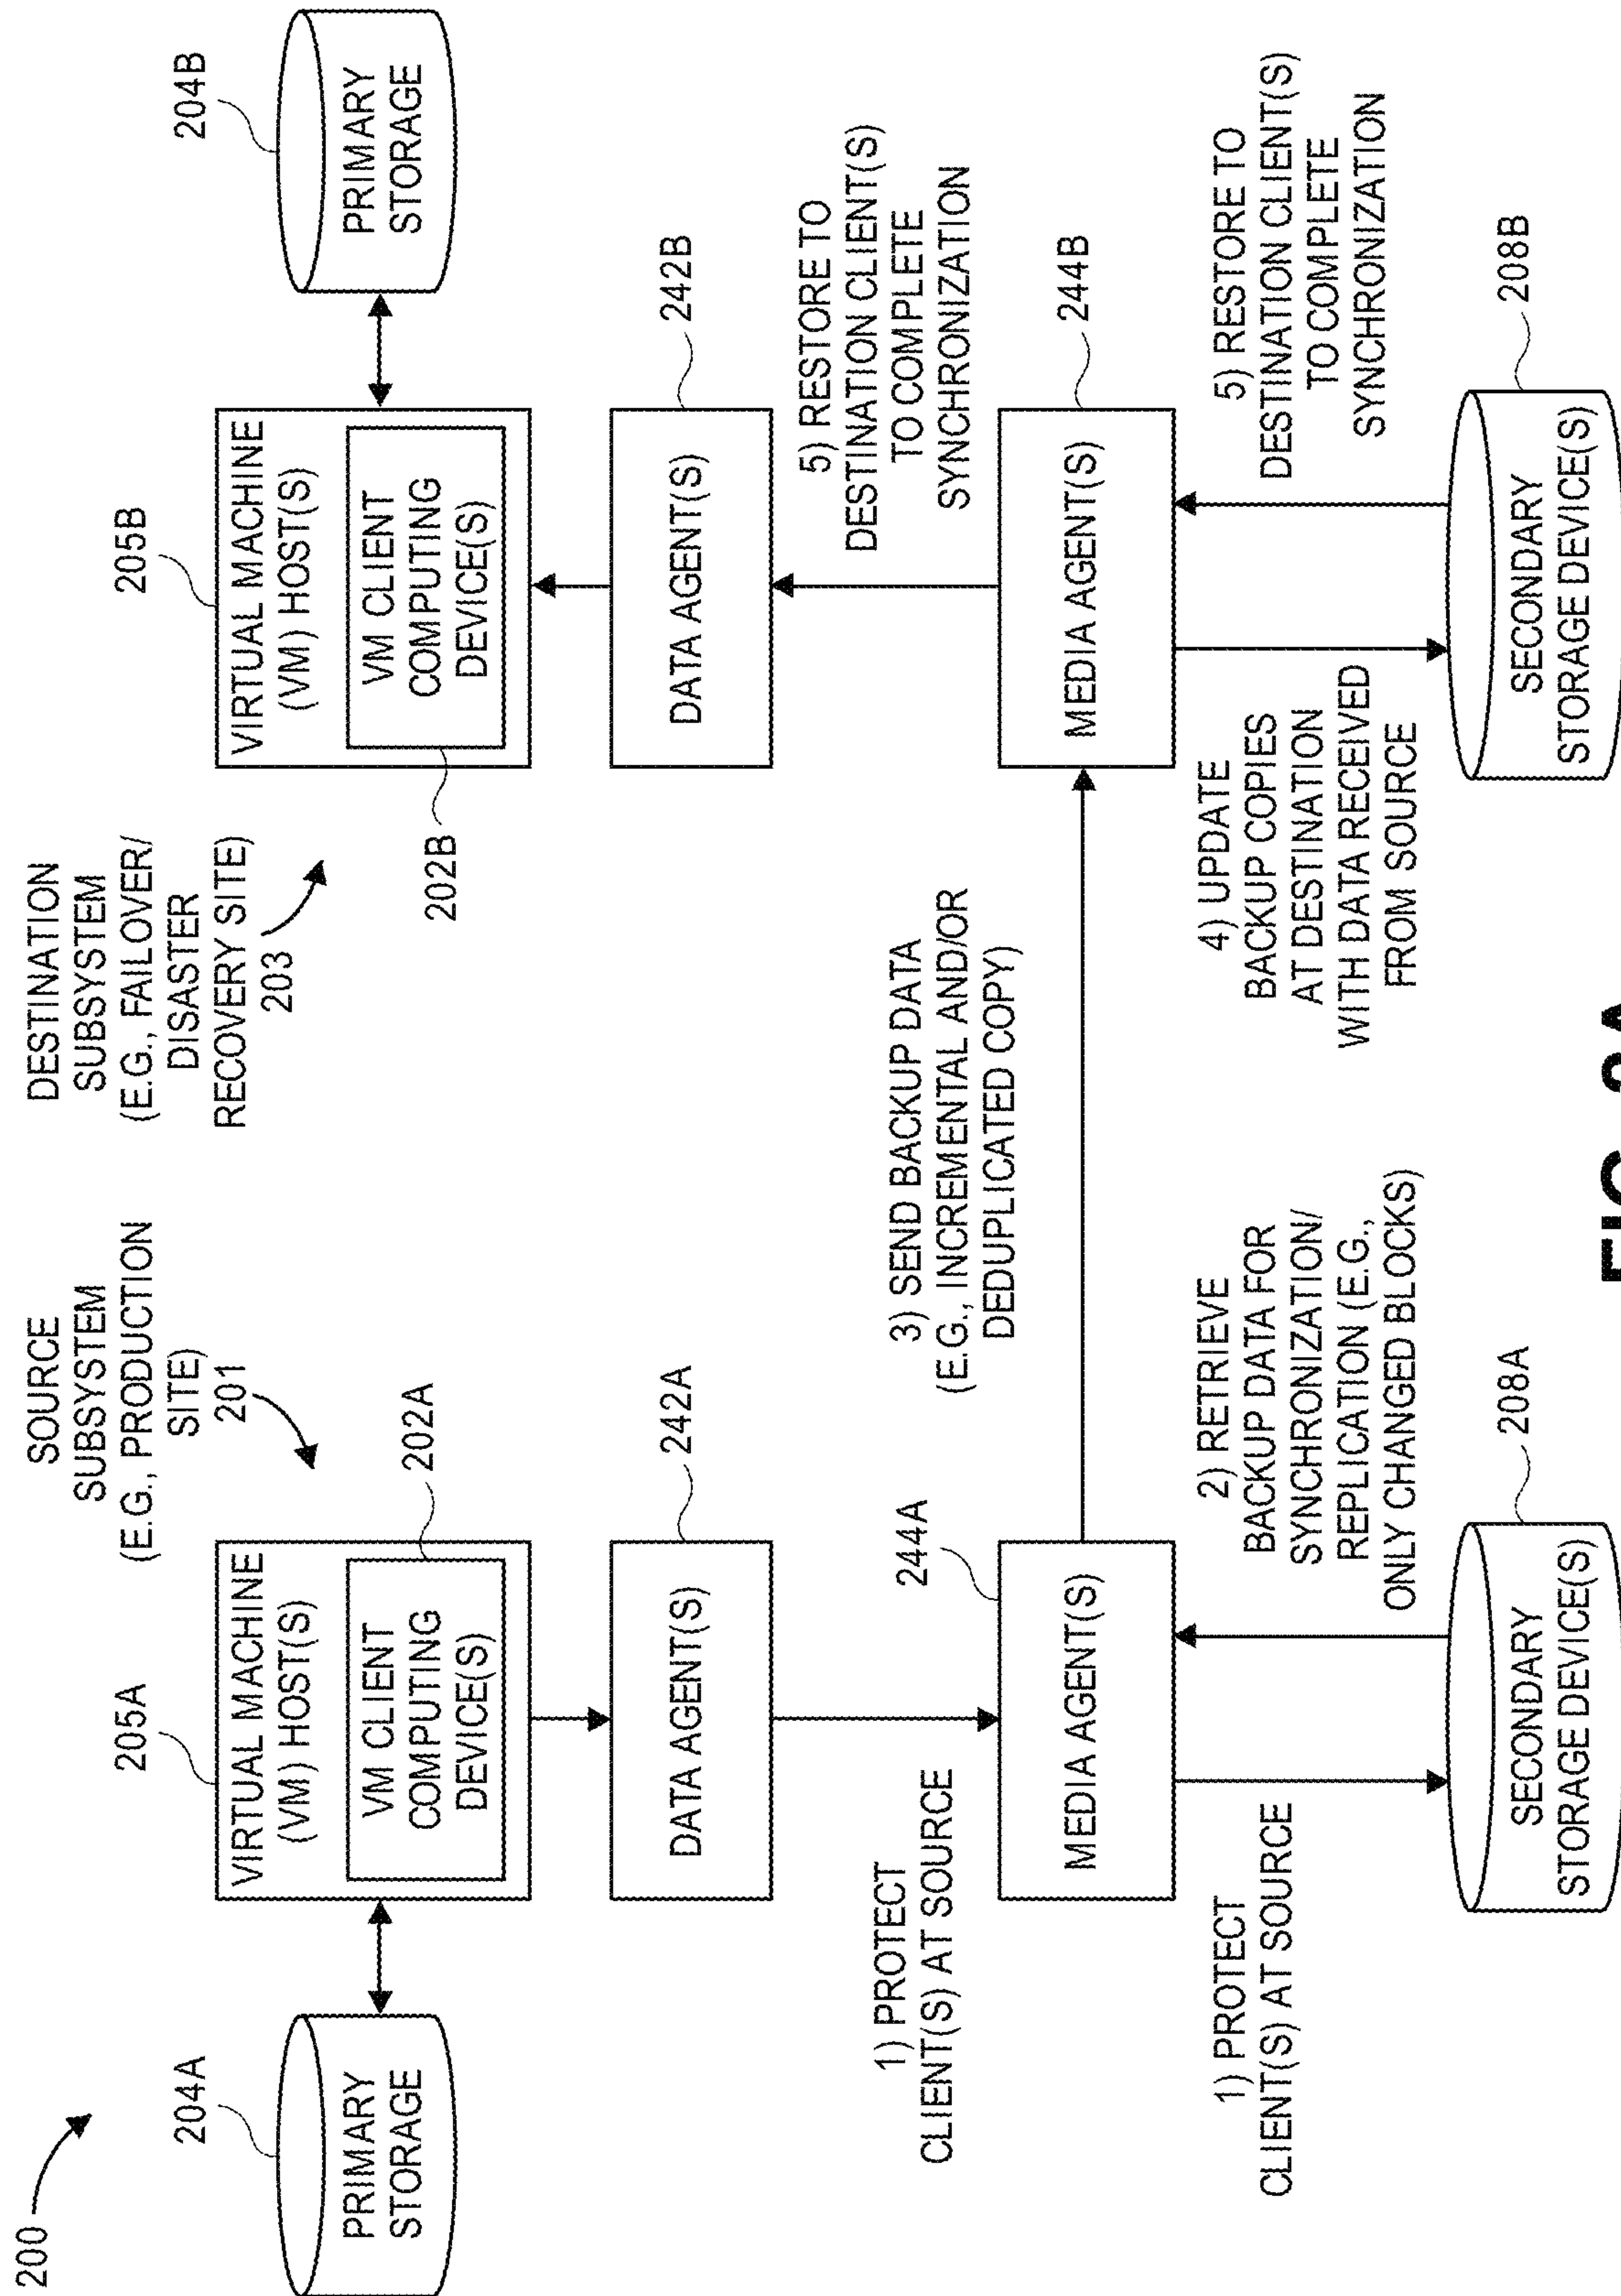 200
SOURCE
SUBSYSTEM
(E.G., PRODUCTION
SITE)
201
DESTINATION
SUBSYSTEM
(E.G., FAILOVER/
DISASTER
RECOVERY SITE)
203
204A
PRIMARY
STORAGE
205A
VIRTUAL MACHINE
(VM) HOST(S)
VM CLIENT
COMPUTING
DEVICE(S)
202A
205B
VIRTUAL MACHINE
(VM) HOST(S)
VM CLIENT
COMPUTING
DEVICE(S)
202B
204B
PRIMARY
STORAGE
DATA AGENT(S)
242A
DATA AGENT(S)
242B
1) PROTECT
CLIENT(S) AT SOURCE
3) SEND BACKUP DATA
(E.G., INCREMENTAL AND/OR
DEDUPLICATED COPY)
5) RESTORE TO
DESTINATION CLIENT(S)
TO COMPLETE
SYNCHRONIZATION
244A
MEDIA AGENT(S)
MEDIA AGENT(S)
244B
1) PROTECT
CLIENT(S) AT SOURCE
2) RETRIEVE
BACKUP DATA FOR
SYNCHRONIZATION/
REPLICATION (E.G.,
ONLY CHANGED BLOCKS)
4) UPDATE
BACKUP COPIES
AT DESTINATION
WITH DATA RECEIVED
FROM SOURCE
5) RESTORE TO
DESTINATION CLIENT(S)
TO COMPLETE
SYNCHRONIZATION
SECONDARY
STORAGE DEVICE(S)
208A
SECONDARY
STORAGE DEVICE(S)
208B
FIG. 2A